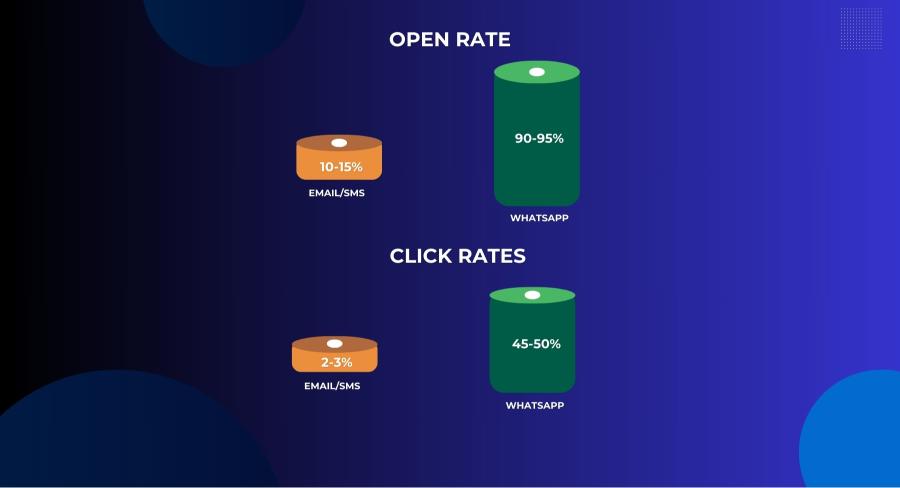 OPEN RATE
10-15%
EMAIL/SMS
90-95%
WHATSAPP
CLICK RATES
2-3%
EMAIL/SMS
45-50%
WHATSAPP